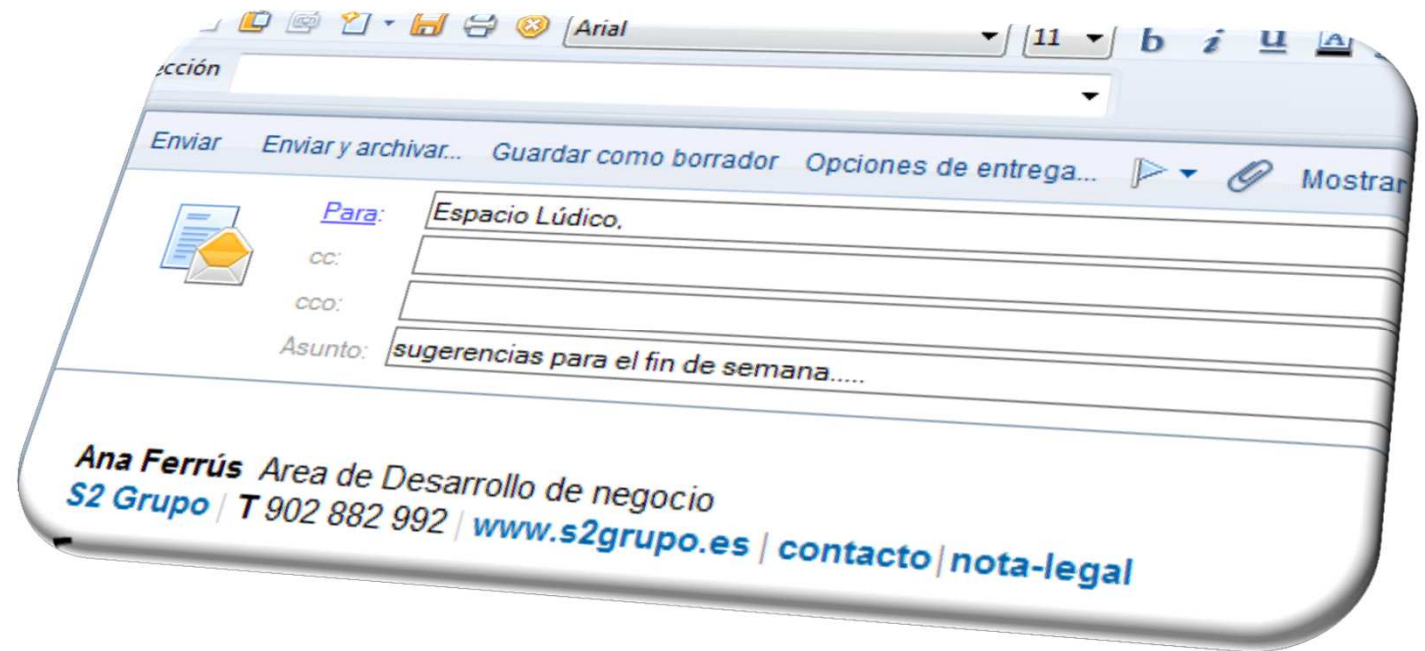 Arial 11 b i u A
ección
Enviar Enviar y archivar... Guardar como borrador Opciones de entrega... Mostrar
Para: Espacio Lúdico,
cc:
cco:
Asunto: sugerencias para el fin de semana.....
Ana Ferrús Area de Desarrollo de negocio
S2 Grupo | T 902 882 992 | www.s2grupo.es | contacto | nota-legal